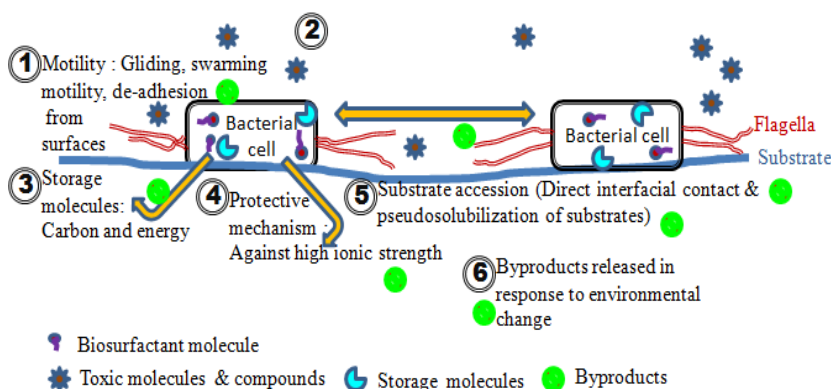 1 Motility : Gliding, swarming
motility, de-adhesion
from
surfaces
2
Bacterial
cell
Bacterial cell
Flagella
Substrate
3 Storage
molecules:
Carbon and energy
4 Protective
mechanism :
Against high ionic strength
5 Substrate accession (Direct interfacial contact &
pseudosolubilization of substrates)
6 Byproducts released in
response to environmental
change
Biosurfactant molecule
Toxic molecules & compounds
Storage molecules
Byproducts